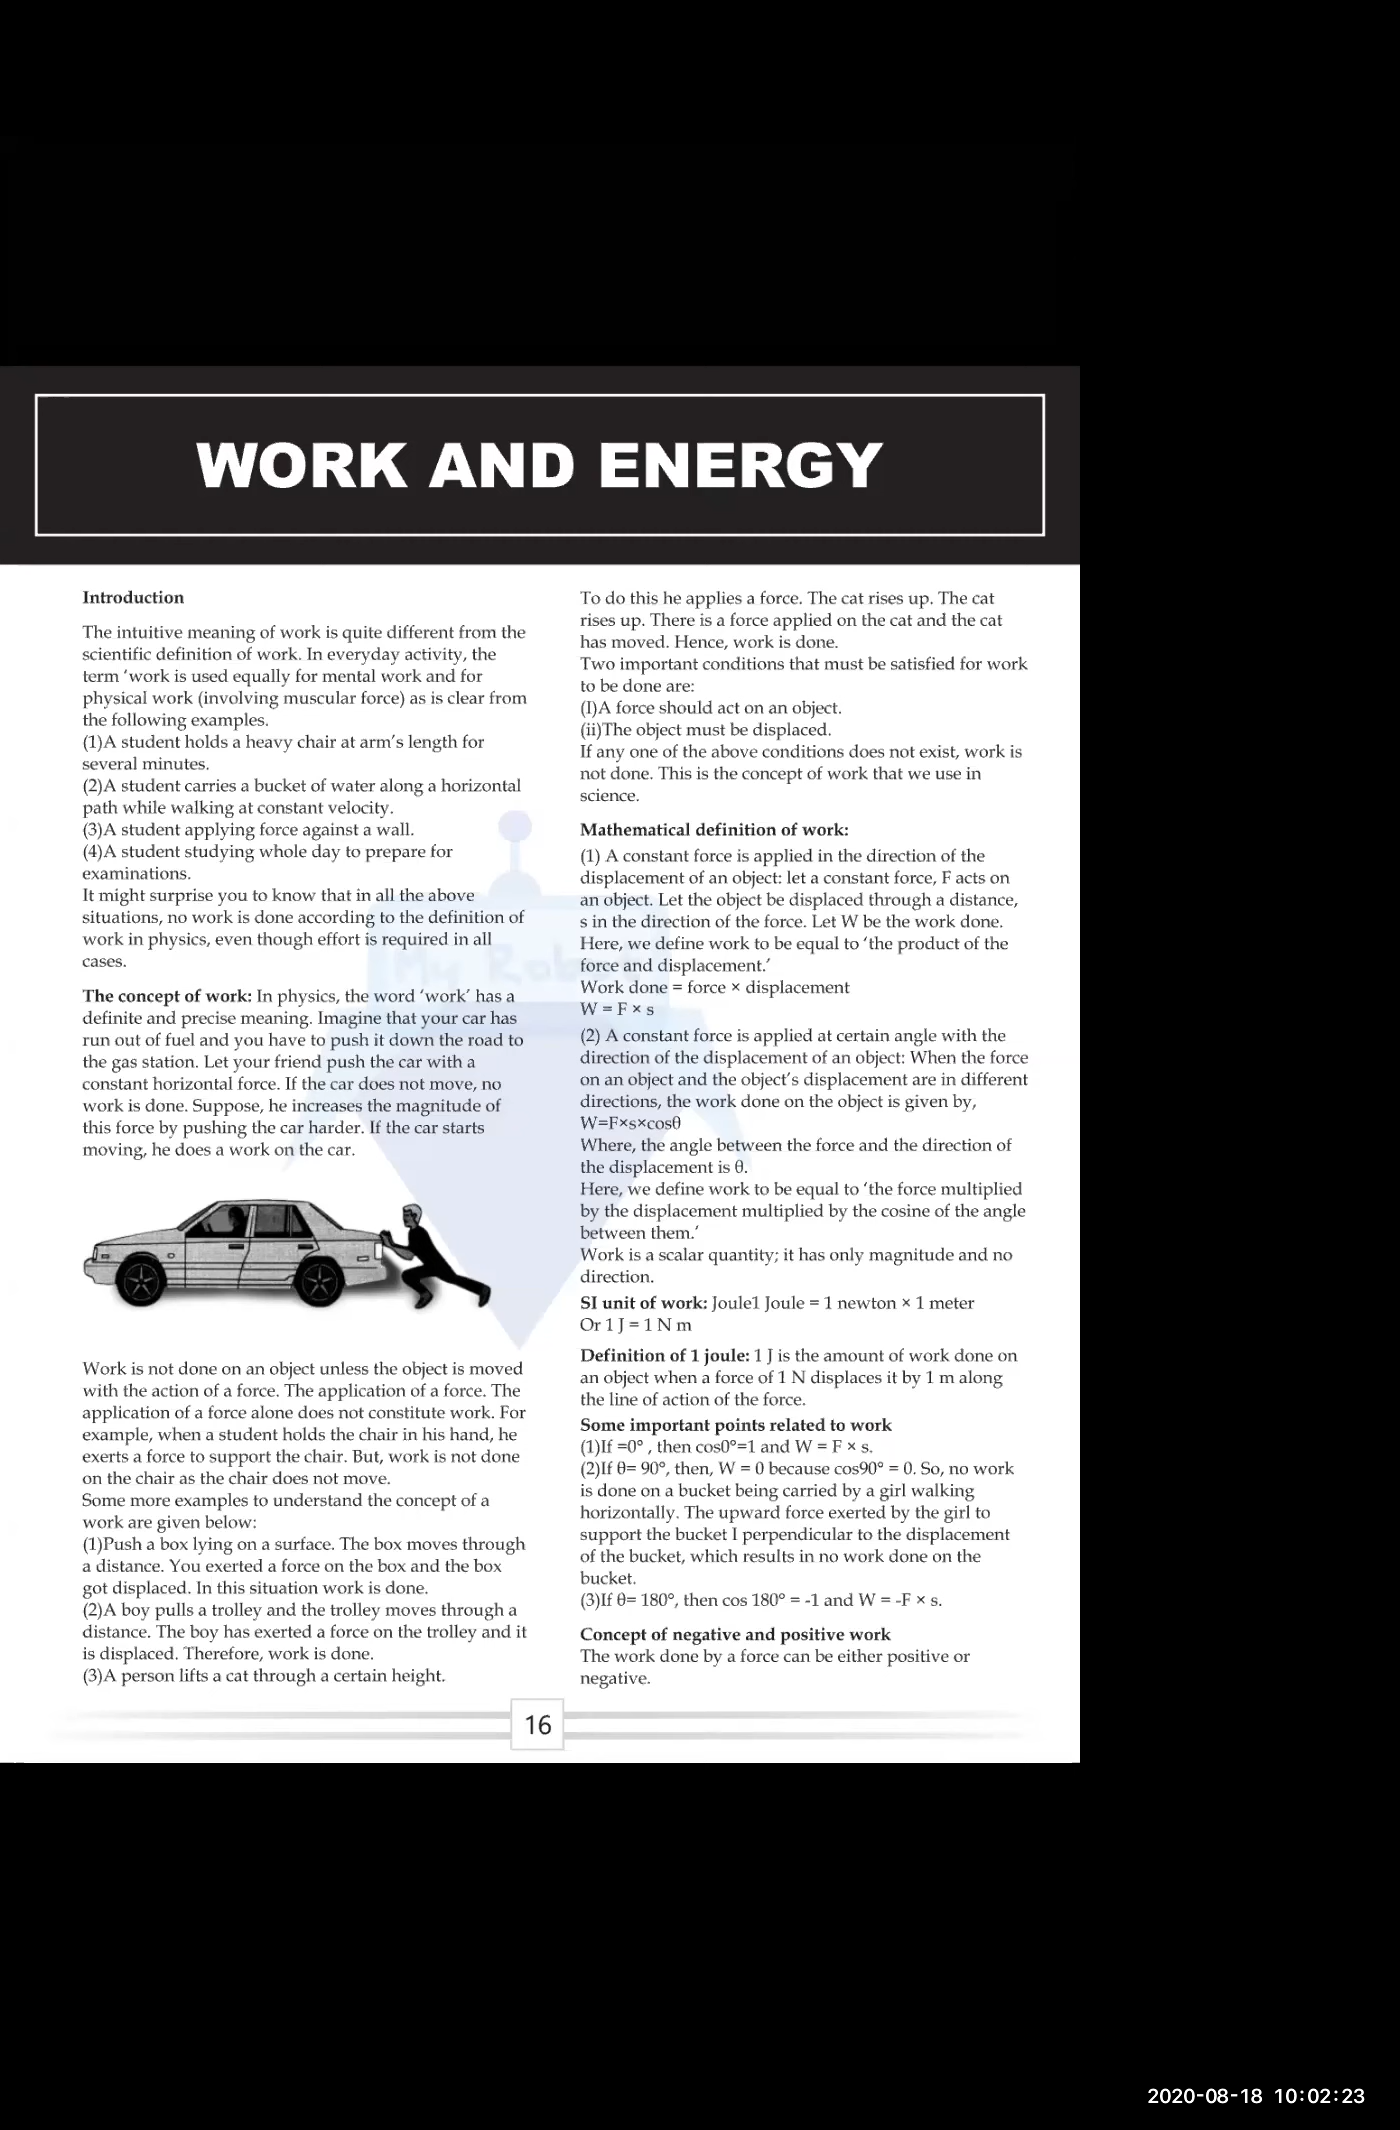 WORK AND ENERGY
Introduction
The intuitive meaning of work is quite different from the
scientific definition of work. In everyday activity, the
term ‘work is used equally for mental work and for
physical work (involving muscular force) as is clear from
the following examples.
(1)A student holds a heavy chair at arm’s length for
several minutes.
(2)A student carries a bucket of water along a horizontal
path while walking at constant velocity.
(3)A student applying force against a wall.
(4)A student studying whole day to prepare for
examinations.
It might surprise you to know that in all the above
situations, no work is done according to the definition of
work in physics, even though effort is required in all
cases.
The concept of work: In physics, the word ‘work’ has a
definite and precise meaning. Imagine that your car has
run out of fuel and you have to push it down the road to
the gas station. Let your friend push the car with a
constant horizontal force. If the car does not move, no
work is done. Suppose, he increases the magnitude of
this force by pushing the car harder. If the car starts
moving, he does a work on the car.
Work is not done on an object unless the object is moved
with the action of a force. The application of a force. The
application of a force alone does not constitute work. For
example, when a student holds the chair in his hand, he
exerts a force to support the chair. But, work is not done
on the chair as the chair does not move.
Some more examples to understand the concept of a
work are given below:
(1)Push a box lying on a surface. The box moves through
a distance. You exerted a force on the box and the box
got displaced. In this situation work is done.
(2)A boy pulls a trolley and the trolley moves through a
distance. The boy has exerted a force on the trolley and it
is displaced. Therefore, work is done.
(3)A person lifts a cat through a certain height.
To do this he applies a force. The cat rises up. The cat
rises up. There is a force applied on the cat and the cat
has moved. Hence, work is done.
Two important conditions that must be satisfied for work
to be done are:
(I)A force should act on an object.
(ii)The object must be displaced.
If any one of the above conditions does not exist, work is
not done. This is the concept of work that we use in
science.
Mathematical definition of work:
(1) A constant force is applied in the direction of the
displacement of an object: let a constant force, F acts on
an object. Let the object be displaced through a distance,
s in the direction of the force. Let W be the work done.
Here, we define work to be equal to ‘the product of the
force and displacement.’
Work done = force × displacement
W = F × s
(2) A constant force is applied at certain angle with the
direction of the displacement of an object: When the force
on an object and the object’s displacement are in different
directions, the work done on the object is given by,
W=F×s×cosθ
Where, the angle between the force and the direction of
the displacement is θ.
Here, we define work to be equal to ‘the force multiplied
by the displacement multiplied by the cosine of the angle
between them.’
Work is a scalar quantity; it has only magnitude and no
direction.
SI unit of work: Joule1 Joule = 1 newton × 1 meter
Or 1 J = 1 N m
Definition of 1 joule: 1 J is the amount of work done on
an object when a force of 1 N displaces it by 1 m along
the line of action of the force.
Some important points related to work
(1)If =0° , then cos0°=1 and W = F × s.
(2)If θ= 90°, then, W = 0 because cos90° = 0. So, no work
is done on a bucket being carried by a girl walking
horizontally. The upward force exerted by the girl to
support the bucket I perpendicular to the displacement
of the bucket, which results in no work done on the
bucket.
(3)If θ= 180°, then cos 180° = -1 and W = -F × s.
Concept of negative and positive work
The work done by a force can be either positive or
negative.
My Robot
16
2020-08-18 10:02:23